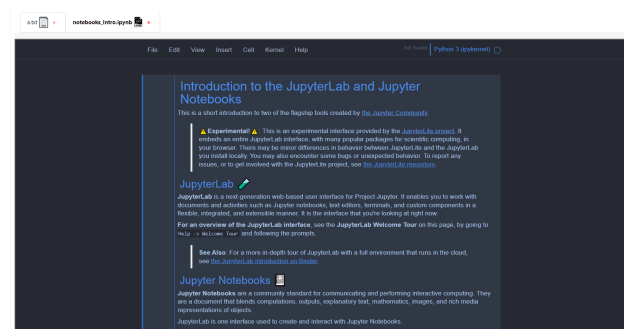 a.txt
notebooks_Intro.ipynb
File Edit View Insert Cell Kernel Help
Not Trusted Python 3 (ipykernel)
Introduction to the JupyterLab and Jupyter
Notebooks
This is a short introduction to two of the flagship tools created by the Jupyter Community.
⚠ Experimental! ⚠: This is an experimental interface provided by the JupyterLite project. It
embeds an entire JupyterLab interface, with many popular packages for scientific computing, in
your browser. There may be minor differences in behavior between JupyterLite and the JupyterLab
you install locally. You may also encounter some bugs or unexpected behavior. To report any
issues, or to get involved with the JupyterLite project, see the JupyterLite repository.
JupyterLab
JupyterLab is a next-generation web-based user interface for Project Jupyter. It enables you to work with
documents and activities such as Jupyter notebooks, text editors, terminals, and custom components in a
flexible, integrated, and extensible manner. It is the interface that you're looking at right now.
For an overview of the JupyterLab interface, see the JupyterLab Welcome Tour on this page, by going to
Help -> Welcome Tour and following the prompts.
See Also: For a more in-depth tour of JupyterLab with a full environment that runs in the cloud,
see the JupyterLab introduction on Binder.
Jupyter Notebooks
Jupyter Notebooks are a community standard for communicating and performing interactive computing. They
are a document that blends computations, outputs, explanatory text, mathematics, images, and rich media
representations of objects.
JupyterLab is one interface used to create and interact with Jupyter Notebooks.